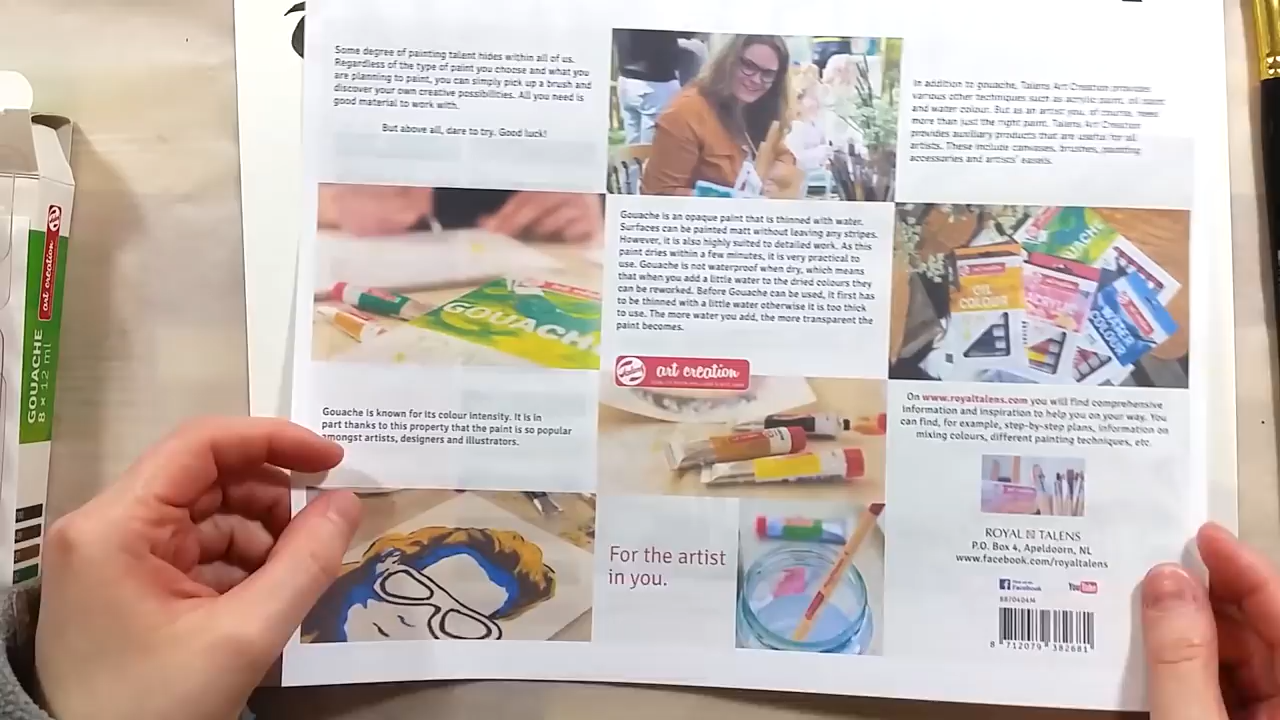 Some degree of painting talent hides within all of us.
Regardless of the type of paint you choose and what you
are planning to paint, you can simply pick up a brush and
discover your own creative possibilities. All you need is
good material to work with.
But above all, dare to try. Good luck!
Gouache is known for its colour intensity. It is in
part thanks to this property that the paint is so popular
amongst artists, designers and illustrators.
Gouache is an opaque paint that is thinned with water.
Surfaces can be painted matt without leaving any stripes.
However, it is also highly suited to detailed work. As this
paint dries within a few minutes, it is very practical to
use. Gouache is not waterproof when dry, which means
that when you add a little water to the dried colours they
can be reworked. Before Gouache can be used, it first has
to be thinned with a little water otherwise it is too thick
to use. The more water you add, the more transparent the
paint becomes.
art creation
For the artist
in you.
In addition to gouache, Talens Art Creation provides
various other techniques such as acrylic paint, oil paint
and water colour. But as an artist you, of course, need
more than just the right paint. Talens Art Creation
provides auxiliary products that are useful for all
artists. These include canvases, brushes, painting
accessories and artists' easels.
OIL
COLOUR
GOUACHE
ACRYLIC
WATER
COLOUR
On www.royaltalens.com you will find comprehensive
information and inspiration to help you on your way. You
can find, for example, step-by-step plans, information on
mixing colours, different painting techniques, etc.
ROYAL TALENS
P.O. Box 4, Apeldoorn, NL
www.facebook.com/royaltalens
Facebook
YouTube
8870404M
8 712079 382681
GOUACH
art creation
GOUACHE
8 x 12 ml